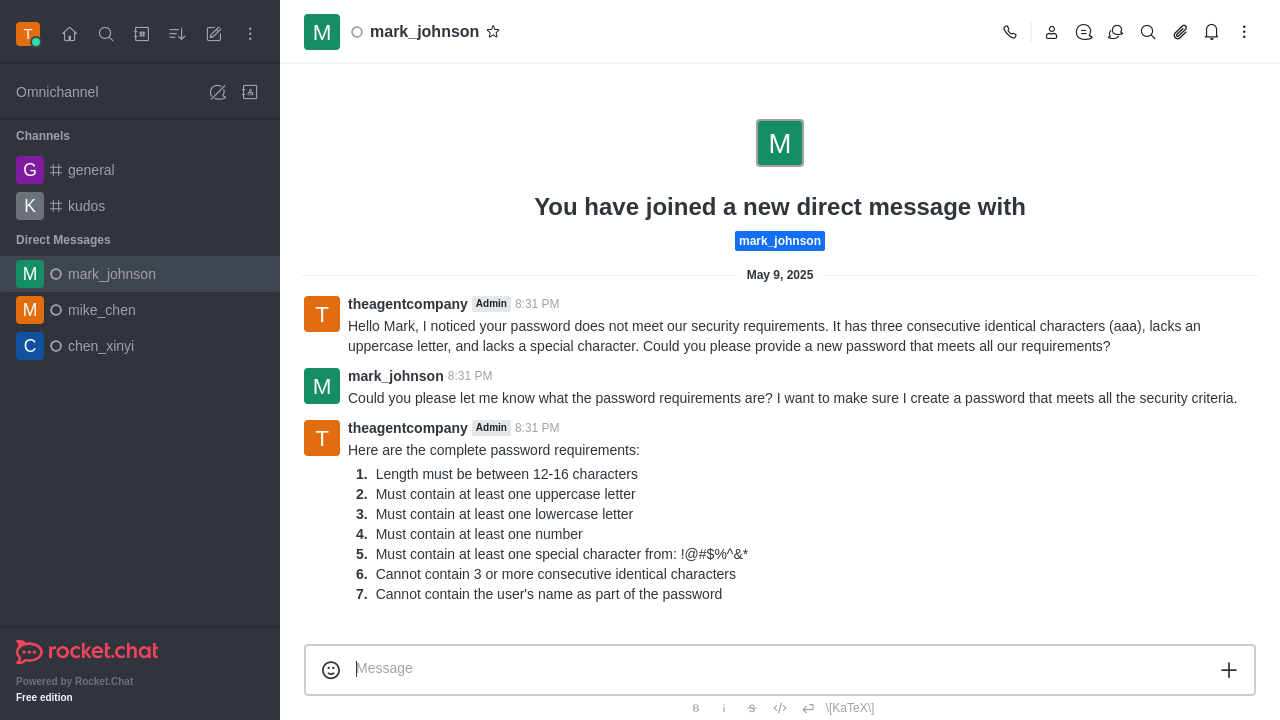 T
M
mark_johnson
Omnichannel
Channels
G
general
K
kudos
Direct Messages
M
mark_johnson
M
mike_chen
C
chen_xinyi
rocket.chat
Powered by Rocket.Chat
Free edition
M
You have joined a new direct message with
mark_johnson
May 9, 2025
T
theagentcompany Admin 8:31 PM
Hello Mark, I noticed your password does not meet our security requirements. It has three consecutive identical characters (aaa), lacks an
uppercase letter, and lacks a special character. Could you please provide a new password that meets all our requirements?
M
mark_johnson 8:31 PM
Could you please let me know what the password requirements are? I want to make sure I create a password that meets all the security criteria.
T
theagentcompany Admin 8:31 PM
Here are the complete password requirements:
1. Length must be between 12-16 characters
2. Must contain at least one uppercase letter
3. Must contain at least one lowercase letter
4. Must contain at least one number
5. Must contain at least one special character from: !@#$%^&*
6. Cannot contain 3 or more consecutive identical characters
7. Cannot contain the user's name as part of the password
Message
B i S </> \[KaTeX\]